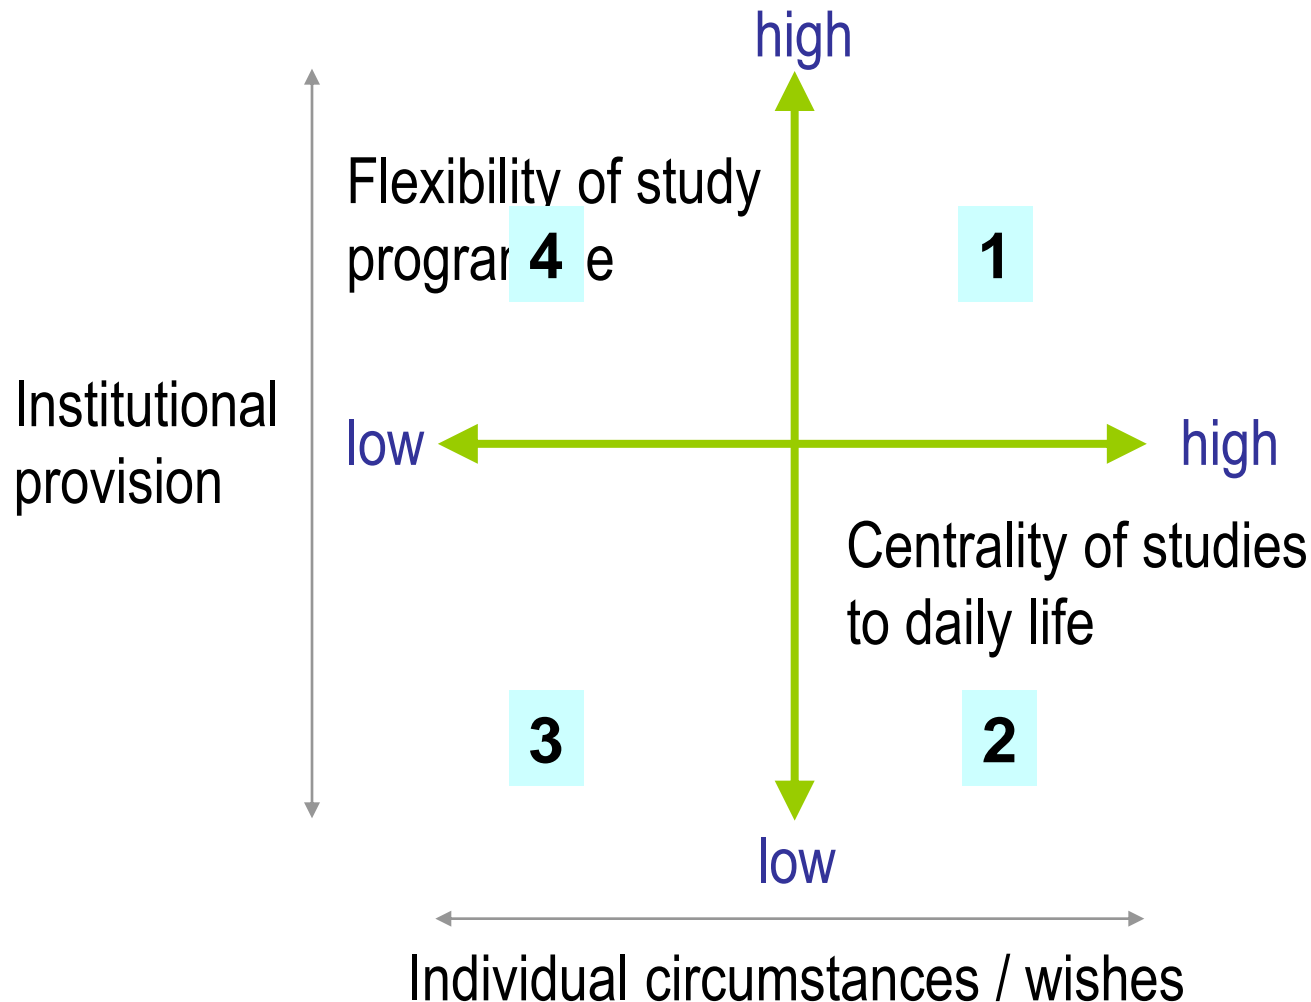 high
Flexibility of study
progra 4 e
1
Institutional
provision
low
high
Centrality of studies
to daily life
3
2
low
Individual circumstances / wishes